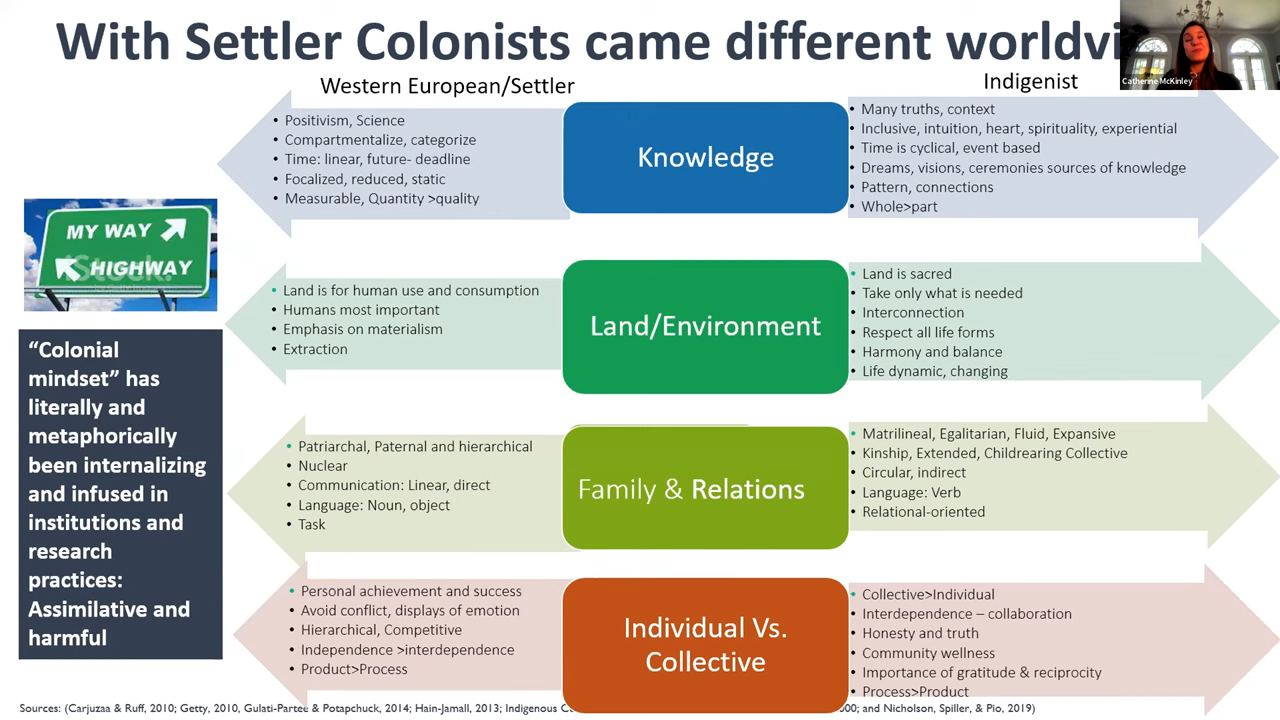 With Settler Colonists came different
Catherine McKinley
Western European/Settler
Indigenist
• Positivism, Science
• Compartmentalize, categorize
• Time: linear, future- deadline
• Focalized, reduced, static
• Measurable, Quantity >quality
Knowledge
• Many truths, context
• Inclusive, intuition, heart, spirituality, experiential
• Time is cyclical, event based
• Dreams, visions, ceremonies sources of knowledge
• Pattern, connections
• Whole>part
MY WAY
HIGHWAY
iStock
• Land is for human use and consumption
• Humans most important
• Emphasis on materialism
• Extraction
Land/Environment
• Land is sacred
• Take only what is needed
• Interconnection
• Respect all life forms
• Harmony and balance
• Life dynamic, changing
“Colonial
mindset” has
literally and
metaphorically
been internalizing
and infused in
institutions and
research
practices:
Assimilative and
harmful
• Patriarchal, Paternal and hierarchical
• Nuclear
• Communication: Linear, direct
• Language: Noun, object
• Task
Family & Relations
• Matrilineal, Egalitarian, Fluid, Expansive
• Kinship, Extended, Childrearing Collective
• Circular, indirect
• Language: Verb
• Relational-oriented
• Personal achievement and success
• Avoid conflict, displays of emotion
• Hierarchical, Competitive
• Independence >interdependence
• Product>Process
Individual Vs.
Collective
• Collective>Individual
• Interdependence – collaboration
• Honesty and truth
• Community wellness
• Importance of gratitude & reciprocity
• Process>Product
Sources: (Carjuzaa & Ruff, 2010; Getty, 2010, Gulati-Partee & Potapchuck, 2014; Hain-Jamall, 2013; Indigenous and Nicholson, Spiller, & Pio, 2019)